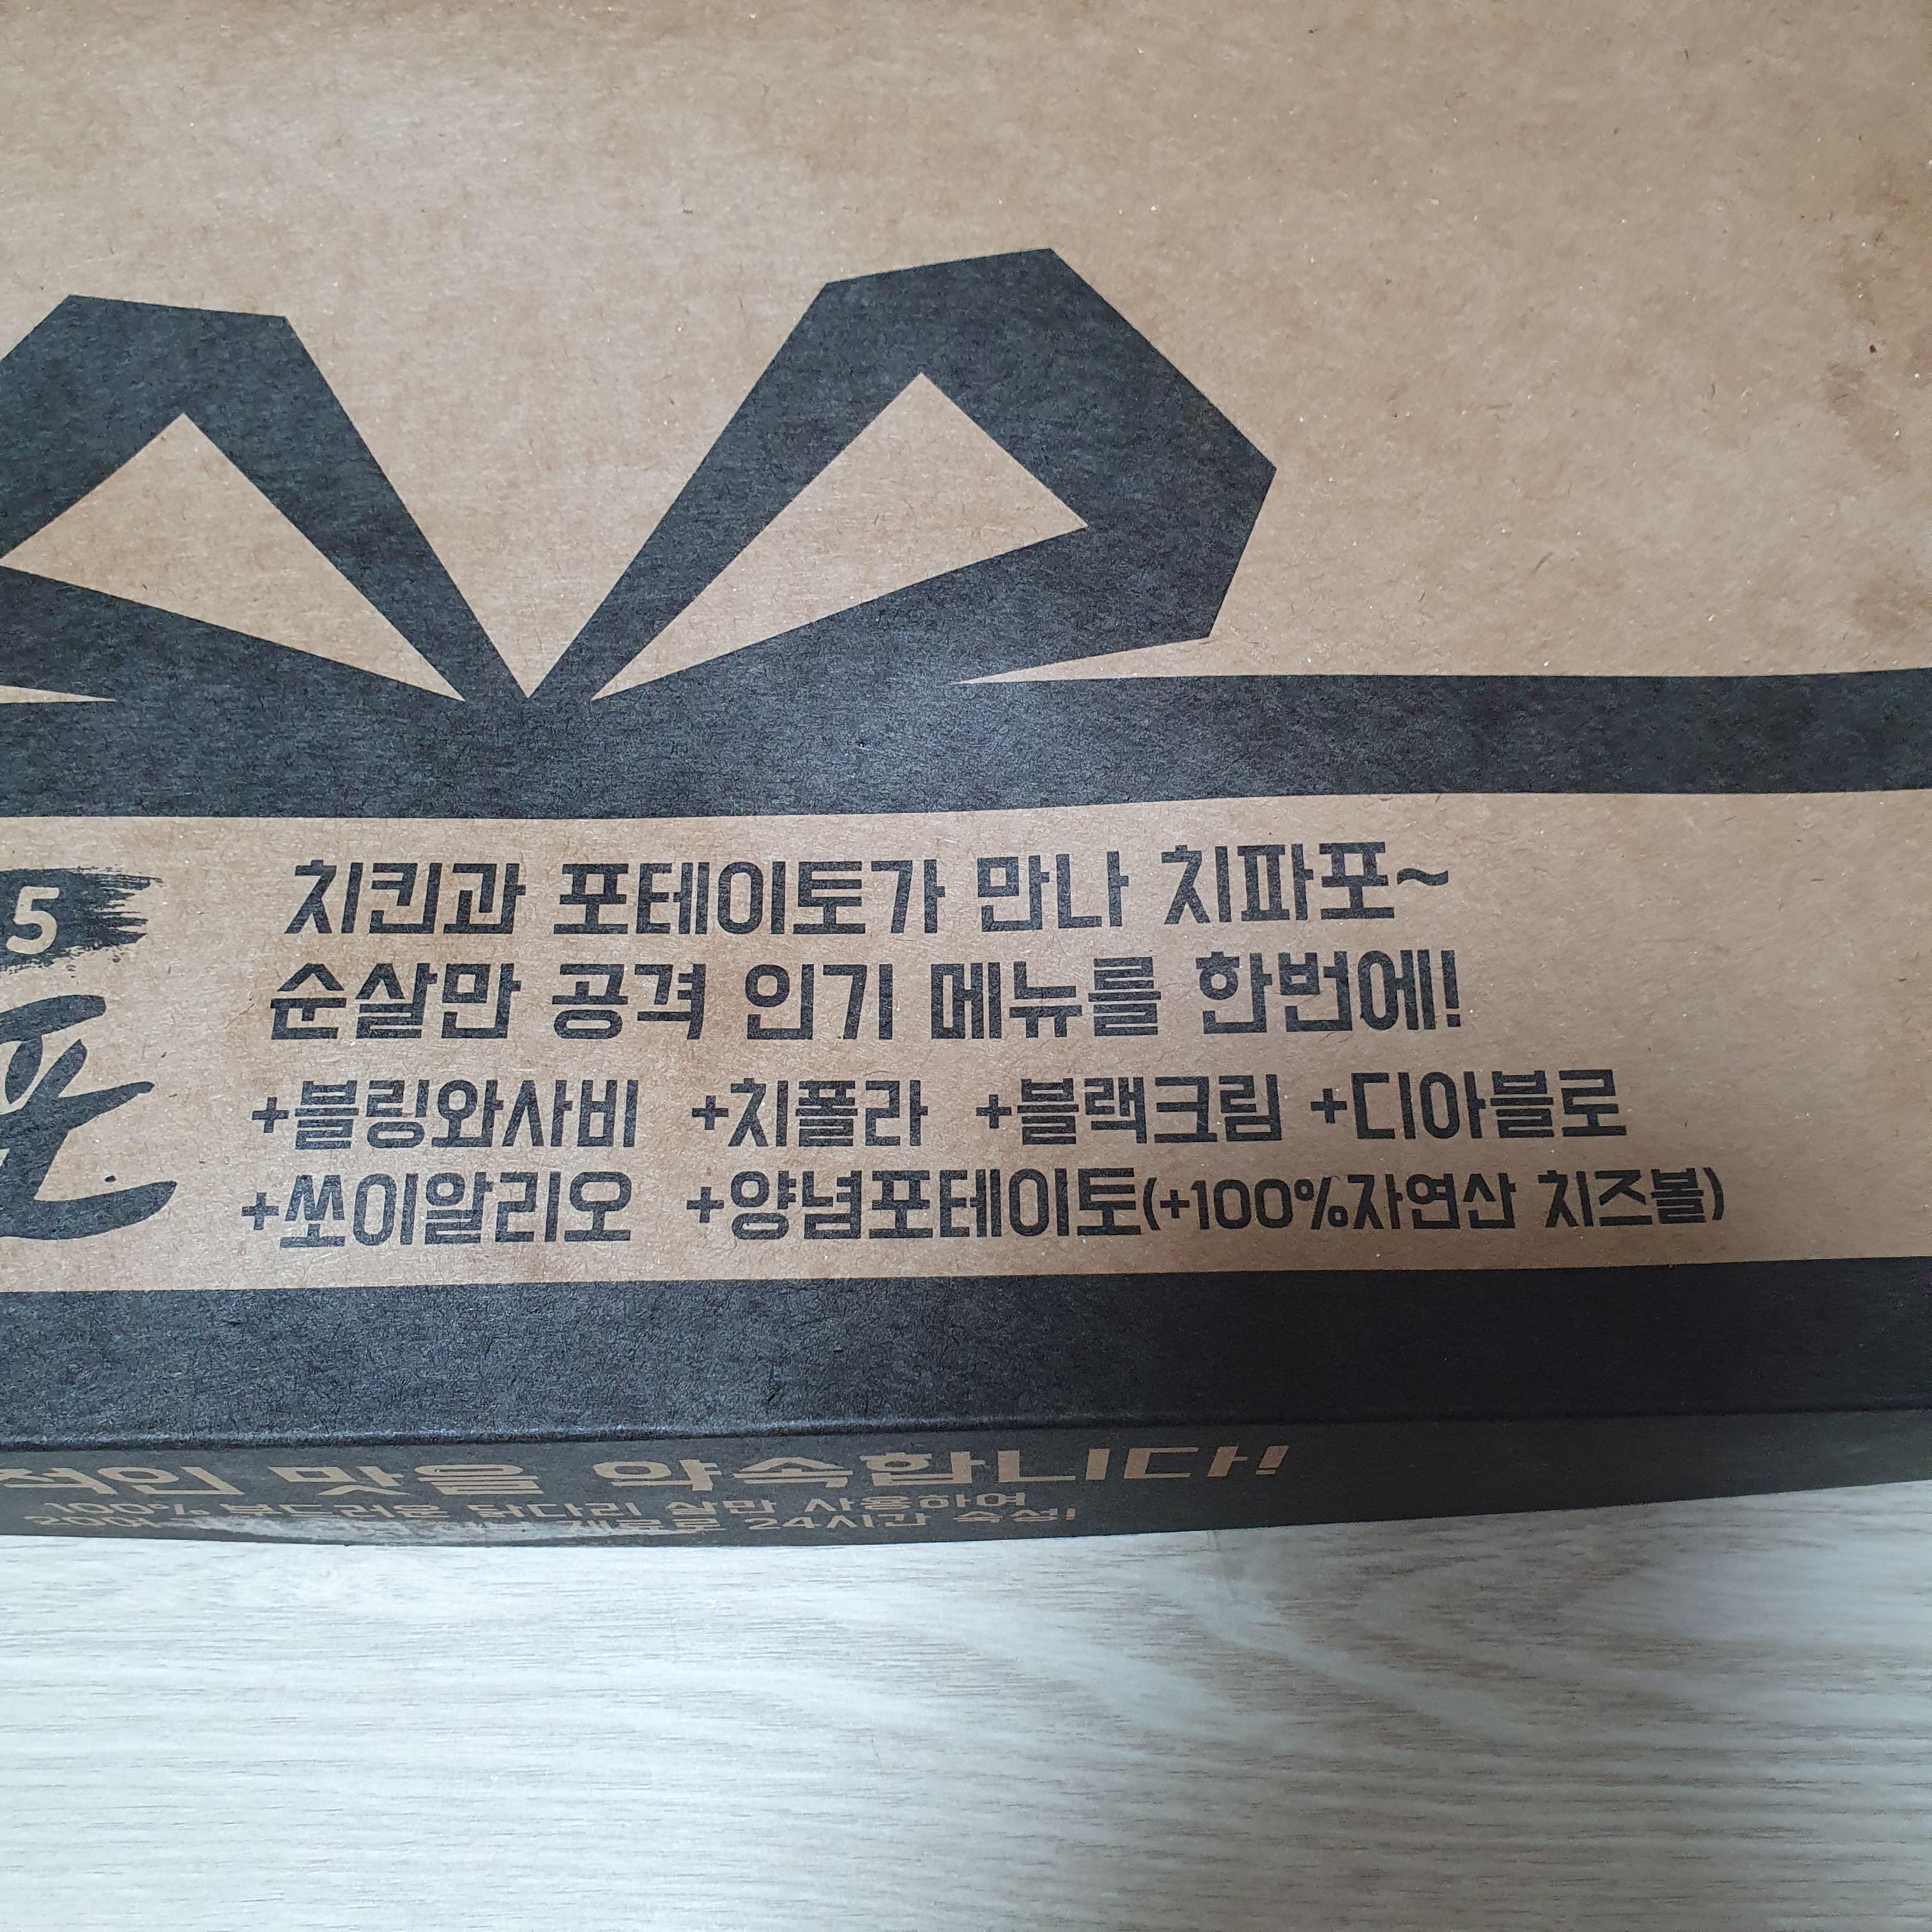 5
포
치킨과 포테이토가 만나 치파포~
순살만 공격 인기 메뉴를 한번에!
+블링와사비 +치폴라 +블랙크림 +디아블로
+쏘이알리오 +양념포테이토(+100%자연산 치즈볼)
맛을 약속합니다!
100% 부드러운 닭다리 살만 사용하여
재료로 24시간 숙성!